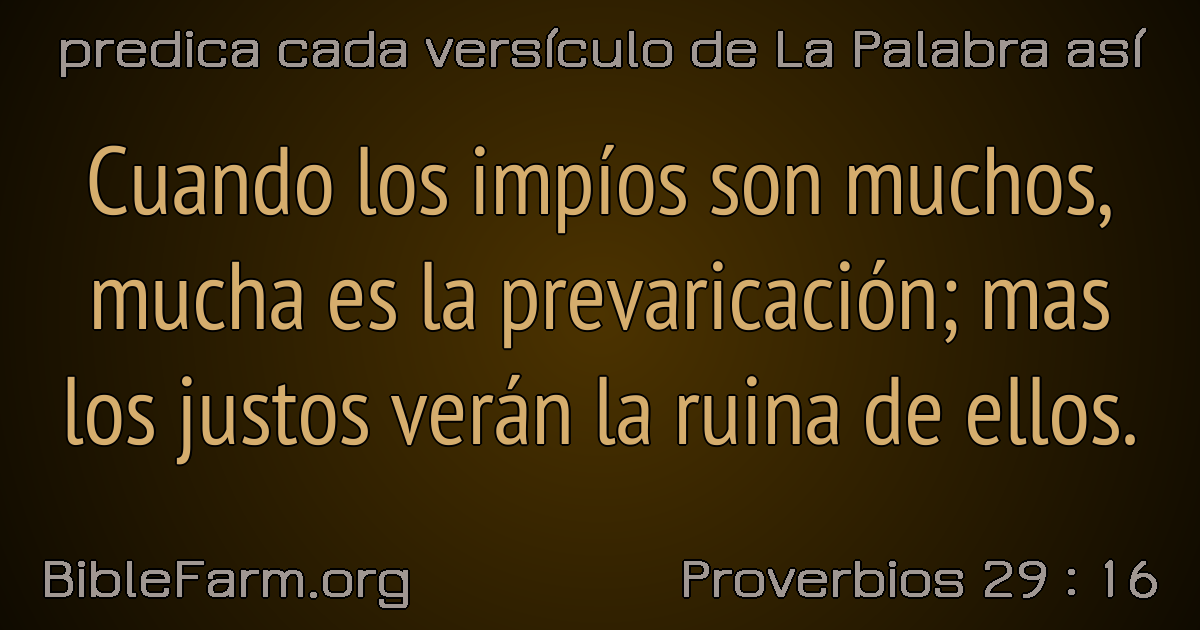 predica cada versículo de La Palabra así
Cuando los impíos son muchos,
mucha es la prevaricación; mas
los justos verán la ruina de ellos.
BibleFarm.org
Proverbios 29 : 16